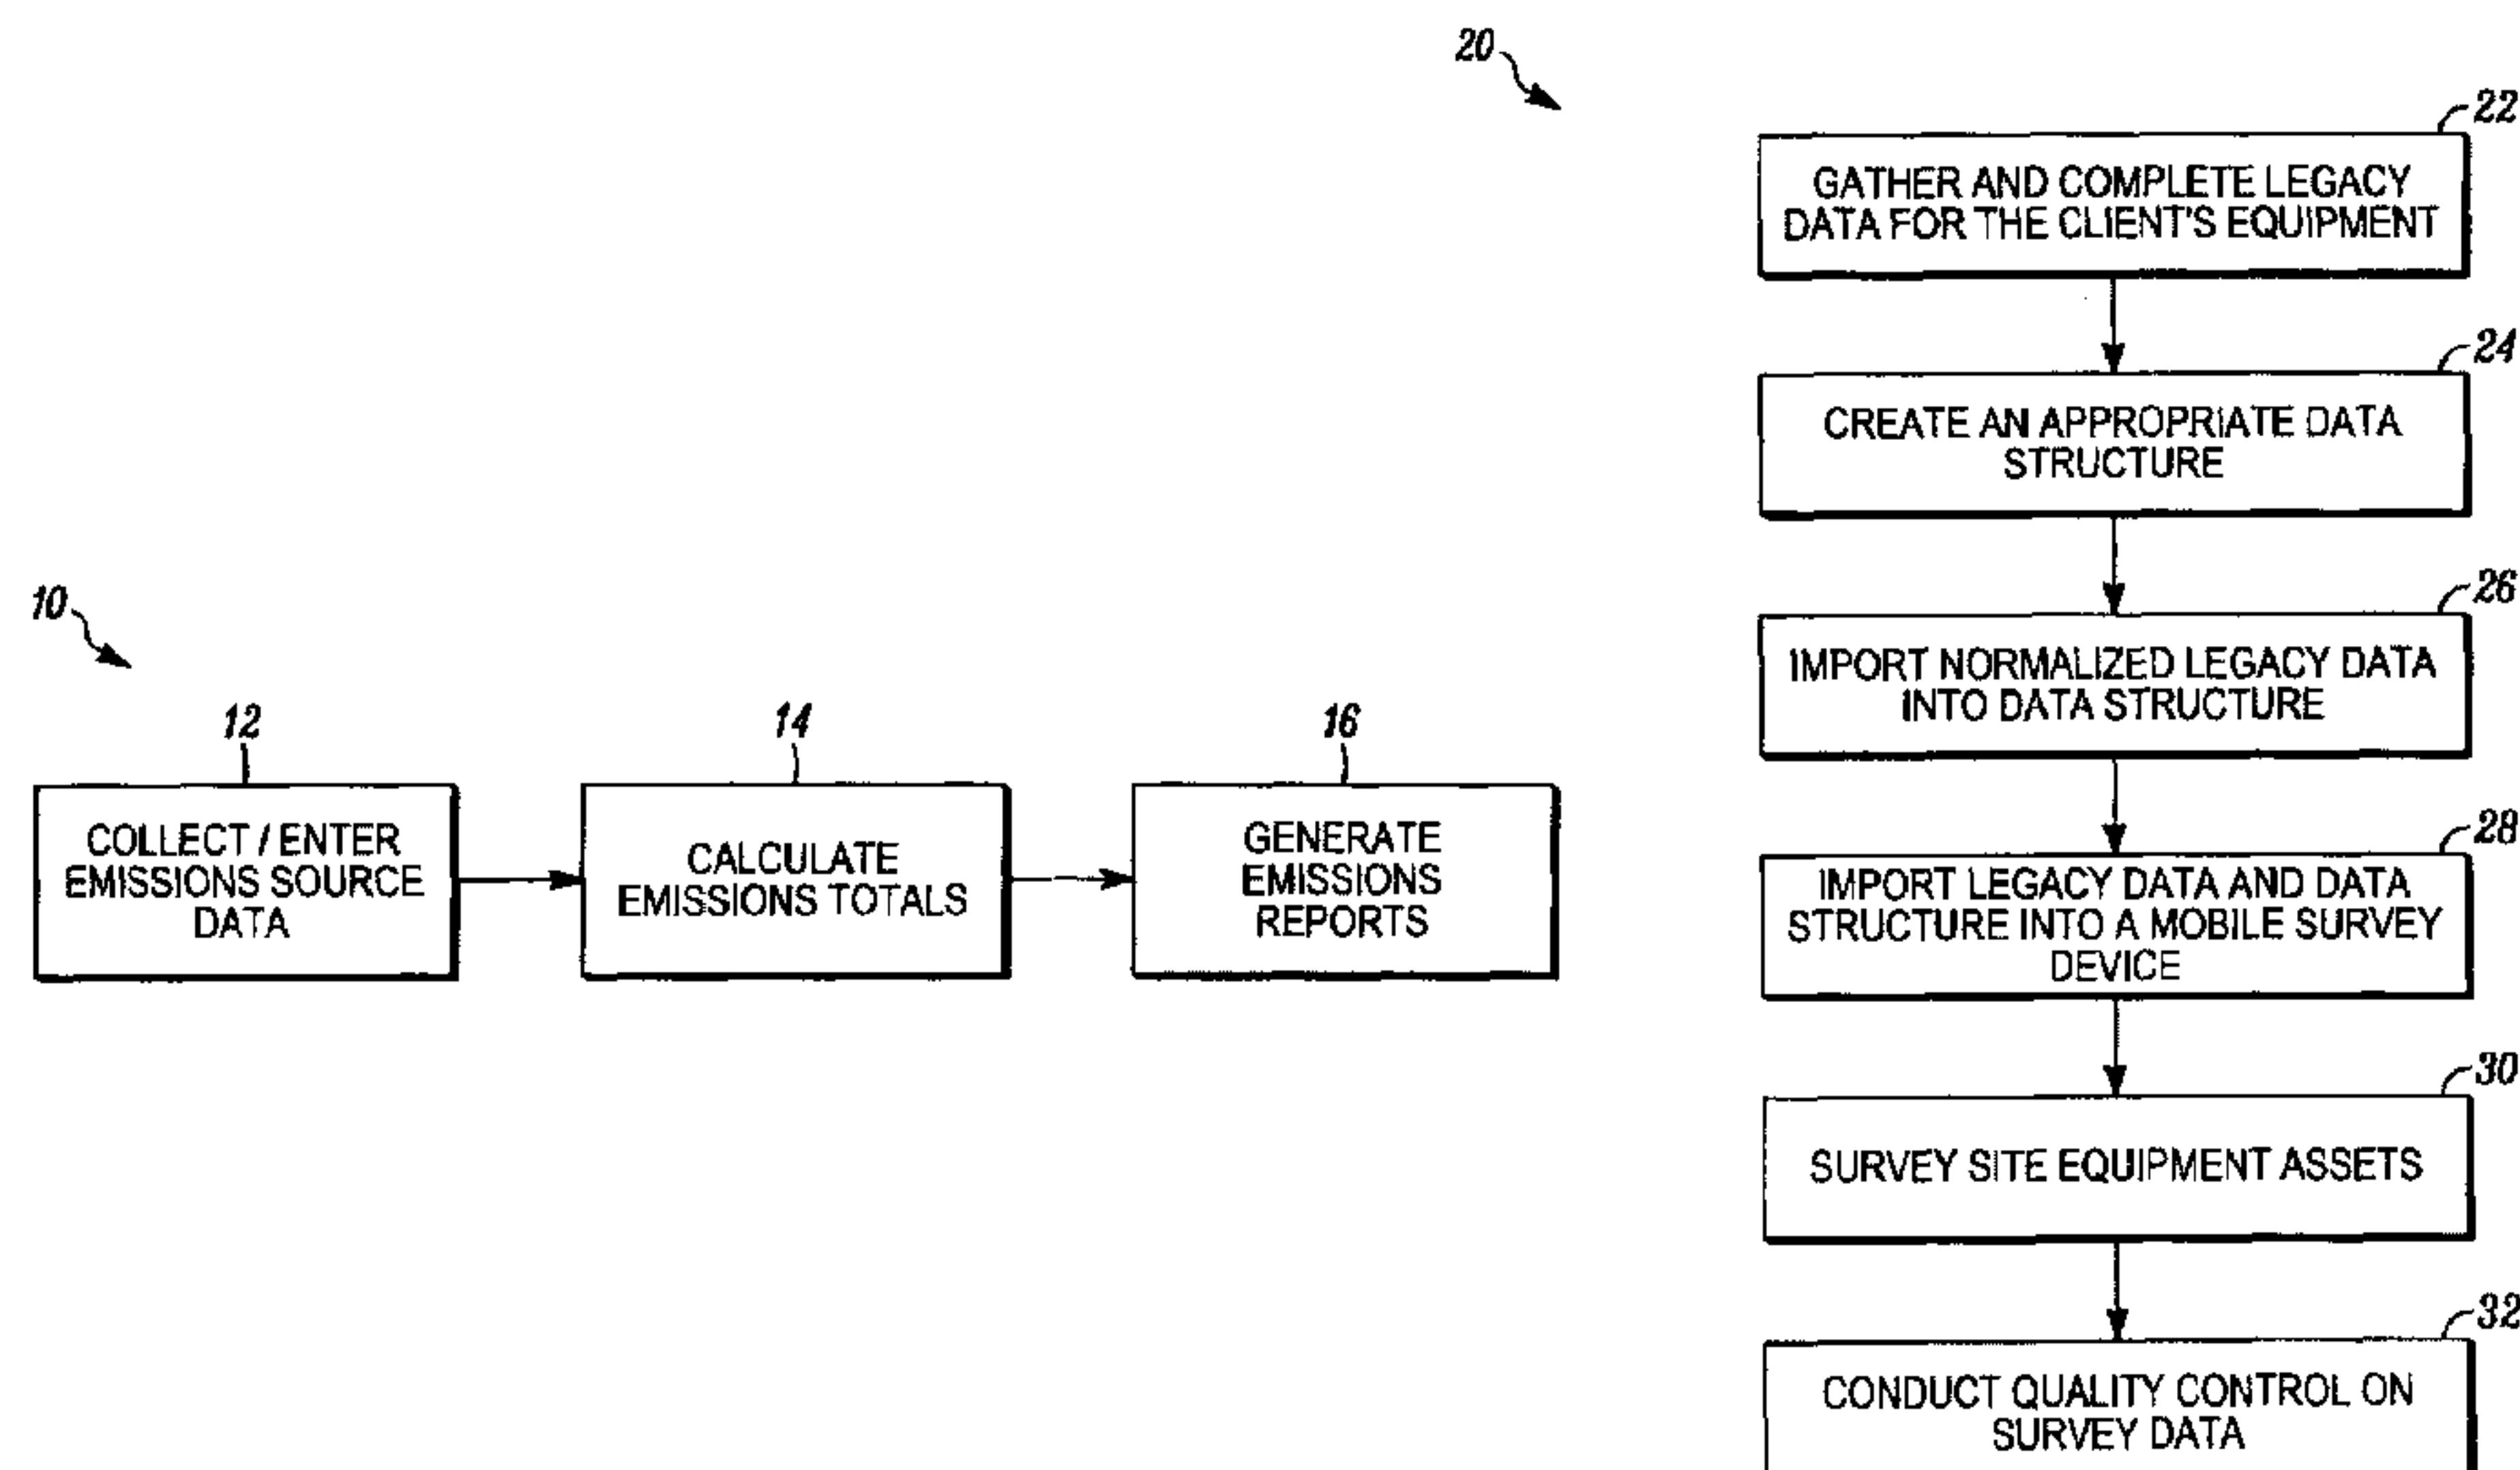 10
12
COLLECT / ENTER
EMISSIONS SOURCE
DATA
14
CALCULATE
EMISSIONS TOTALS
16
GENERATE
EMISSIONS
REPORTS
20
22
GATHER AND COMPLETE LEGACY
DATA FOR THE CLIENT'S EQUIPMENT
24
CREATE AN APPROPRIATE DATA
STRUCTURE
26
IMPORT NORMALIZED LEGACY DATA
INTO DATA STRUCTURE
28
IMPORT LEGACY DATA AND DATA
STRUCTURE INTO A MOBILE SURVEY
DEVICE
30
SURVEY SITE EQUIPMENT ASSETS
32
CONDUCT QUALITY CONTROL ON
SURVEY DATA